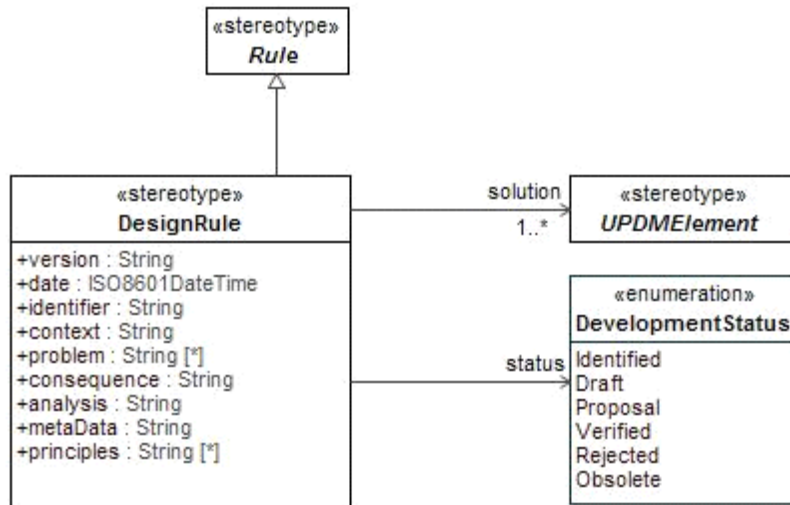 «stereotype»
Rule
«stereotype»
DesignRule
+version : String
+date : ISO8601DateTime
+identifier : String
+context : String
+problem : String [*]
+consequence : String
+analysis : String
+metaData : String
+principles : String [*]
solution
1..*
«stereotype»
UPDMElement
status
«enumeration»
DevelopmentStatus
Identified
Draft
Proposal
Verified
Rejected
Obsolete